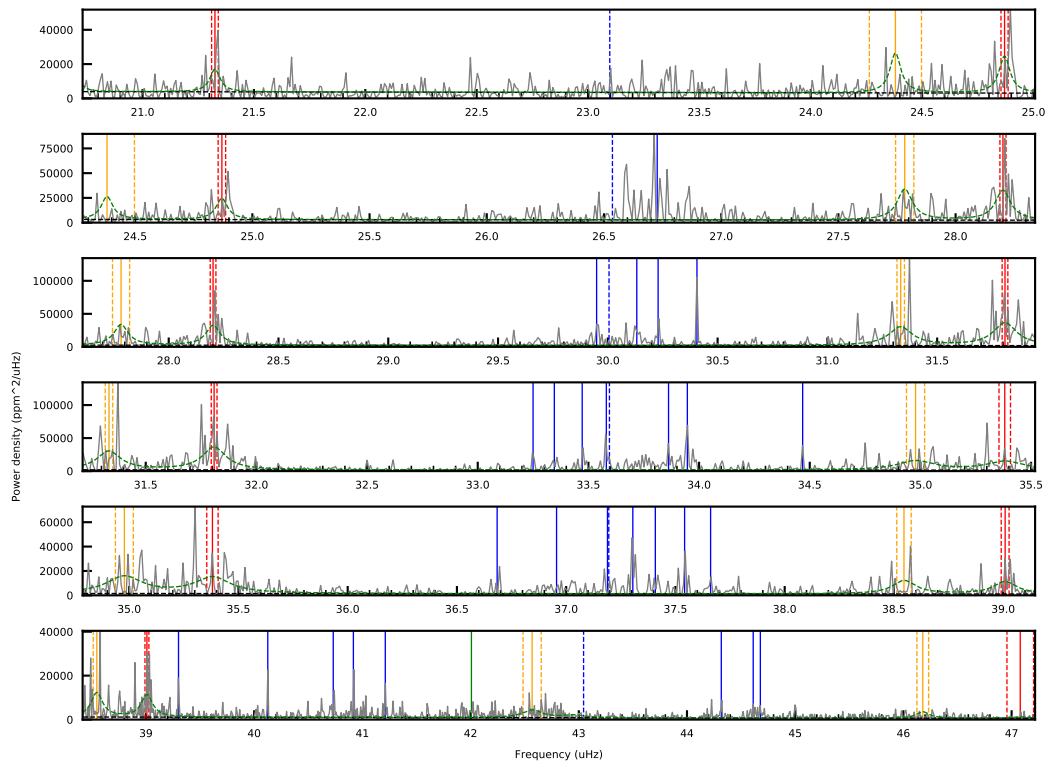 40000
20000
0
21.0 21.5 22.0 22.5 23.0 23.5 24.0 24.5 25.0
75000
50000
25000
0
24.5 25.0 25.5 26.0 26.5 27.0 27.5 28.0
100000
50000
0
28.0 28.5 29.0 29.5 30.0 30.5 31.0 31.5
100000
50000
0
31.5 32.0 32.5 33.0 33.5 34.0 34.5 35.0 35.5
Power density (ppm^2/uHz)
60000
40000
20000
0
35.0 35.5 36.0 36.5 37.0 37.5 38.0 38.5 39.0
40000
20000
0
39 40 41 42 43 44 45 46 47
Frequency (uHz)